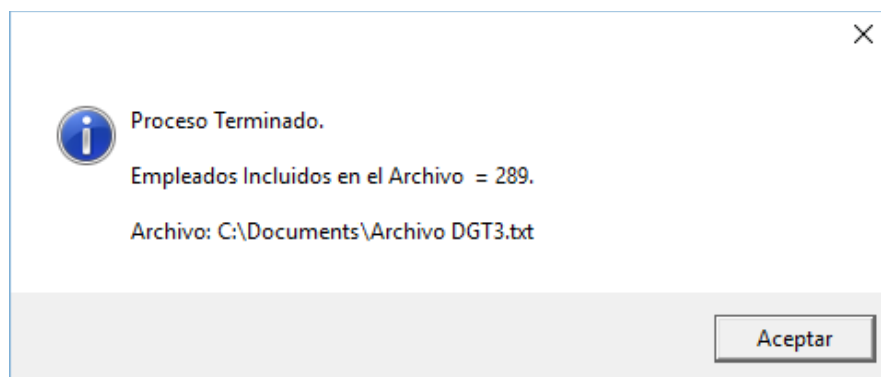 Proceso Terminado.
Empleados Incluidos en el Archivo  = 289.
Archivo: C:\Documents\Archivo DGT3.txt
Aceptar